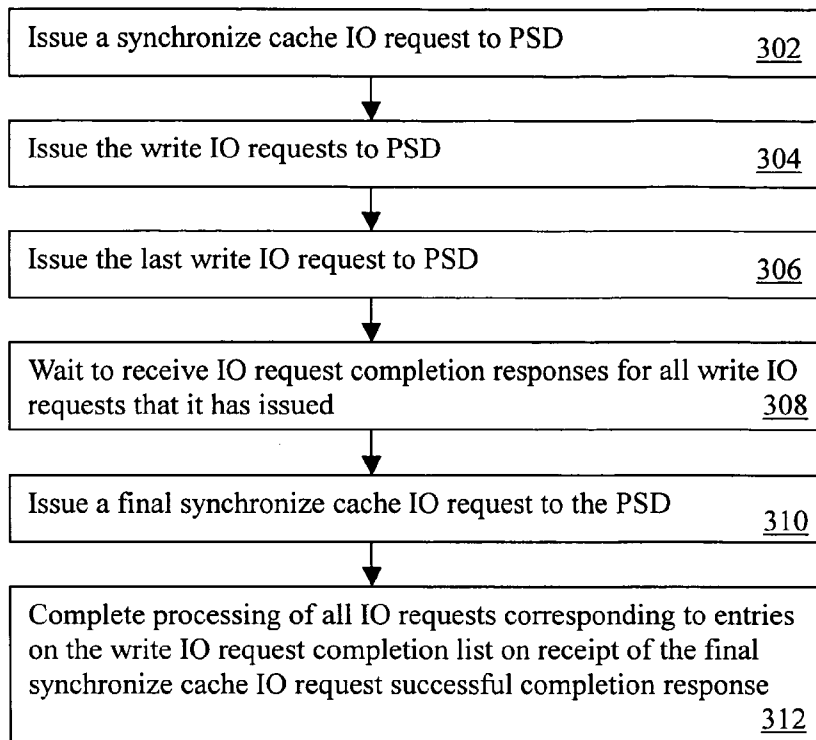 Issue a synchronize cache IO request to PSD
302
Issue the write IO requests to PSD
304
Issue the last write IO request to PSD
306
Wait to receive IO request completion responses for all write IO
requests that it has issued
308
Issue a final synchronize cache IO request to the PSD
310
Complete processing of all IO requests corresponding to entries
on the write IO request completion list on receipt of the final
synchronize cache IO request successful completion response
312